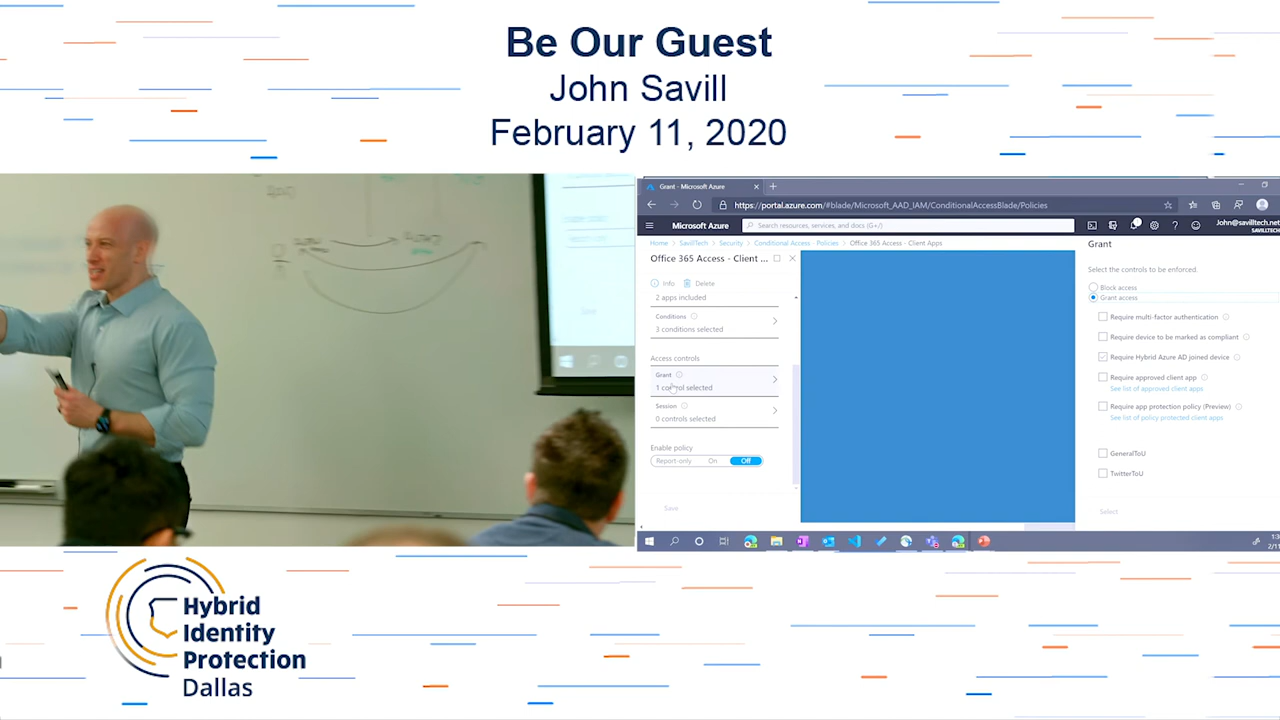 Be Our Guest
John Savill
February 11, 2020
Grant - Microsoft Azure
https://portal.azure.com/#blade/Microsoft_AAD_IAM/ConditionalAccessBlade/Policies
Microsoft Azure
Search resources, services, and docs (G+/)
John@savilltech.net
SAVILLTECH
Home > SavillTech > Security > Conditional Access - Policies > Office 365 Access - Client Apps
Office 365 Access - Client ...
Info
Delete
2 apps included
Conditions
3 conditions selected
Access controls
Grant
1 control selected
Session
0 controls selected
Enable policy
Report-only On Off
Save
Grant
Select the controls to be enforced.
Block access
Grant access
Require multi-factor authentication
Require device to be marked as compliant
Require Hybrid Azure AD joined device
Require approved client app
See list of approved client apps
Require app protection policy (Preview)
See list of policy protected client apps
GeneralToU
TwitterToU
Select
Hybrid
Identity
Protection
Dallas